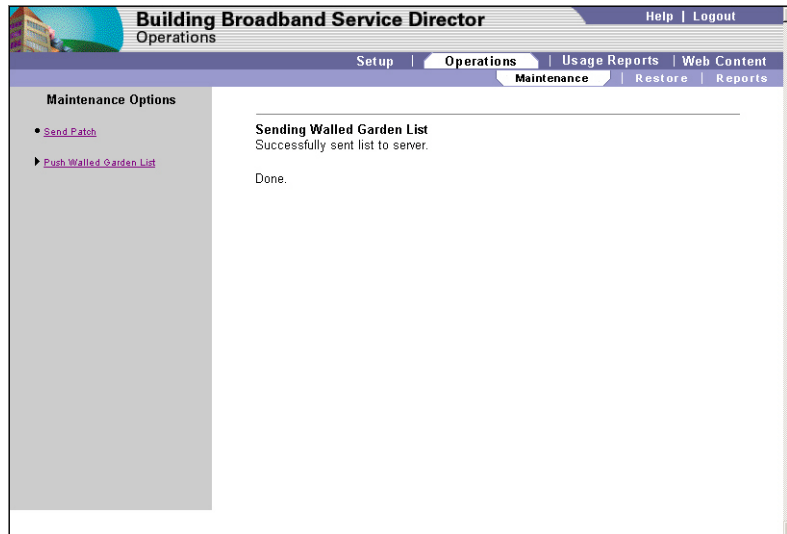 Building Broadband Service Director
Operations
Help | Logout
Setup | Operations | Usage Reports | Web Content
Maintenance | Restore | Reports
Maintenance Options
Send Patch
Push Walled Garden List
Sending Walled Garden List
Successfully sent list to server.
Done.